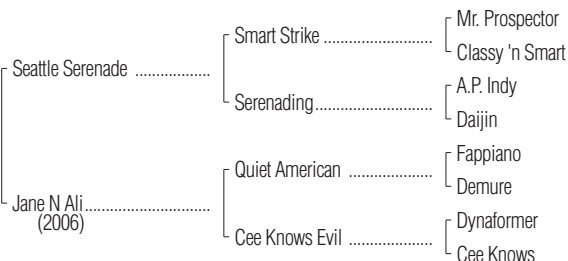 Mr. Prospector
Smart Strike ......................
Classy 'n Smart
Seattle Serenade ...............
A.P. Indy
Serenading.......................
Daijin
Fappiano
Quiet American ................
Demure
Jane N Ali.........................
(2006)
Dynaformer
Cee Knows Evil ................
Cee Knows